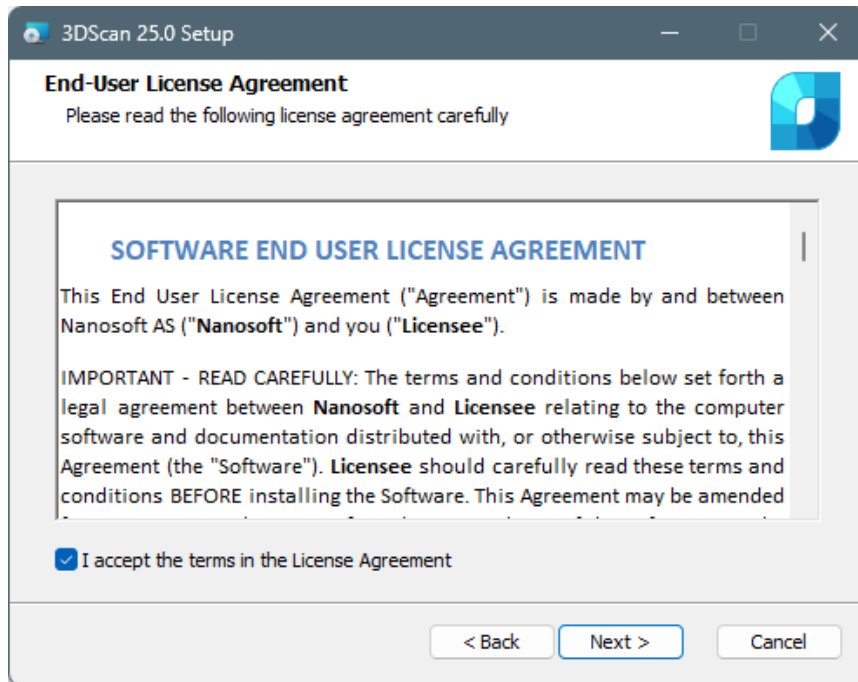 3DScan 25.0 Setup
End-User License Agreement
Please read the following license agreement carefully
SOFTWARE END USER LICENSE AGREEMENT
This End User License Agreement ("Agreement") is made by and between
Nanosoft AS ("Nanosoft") and you ("Licensee").
IMPORTANT - READ CAREFULLY: The terms and conditions below set forth a
legal agreement between Nanosoft and Licensee relating to the computer
software and documentation distributed with, or otherwise subject to, this
Agreement (the "Software"). Licensee should carefully read these terms and
conditions BEFORE installing the Software. This Agreement may be amended
I accept the terms in the License Agreement
< Back
Next >
Cancel